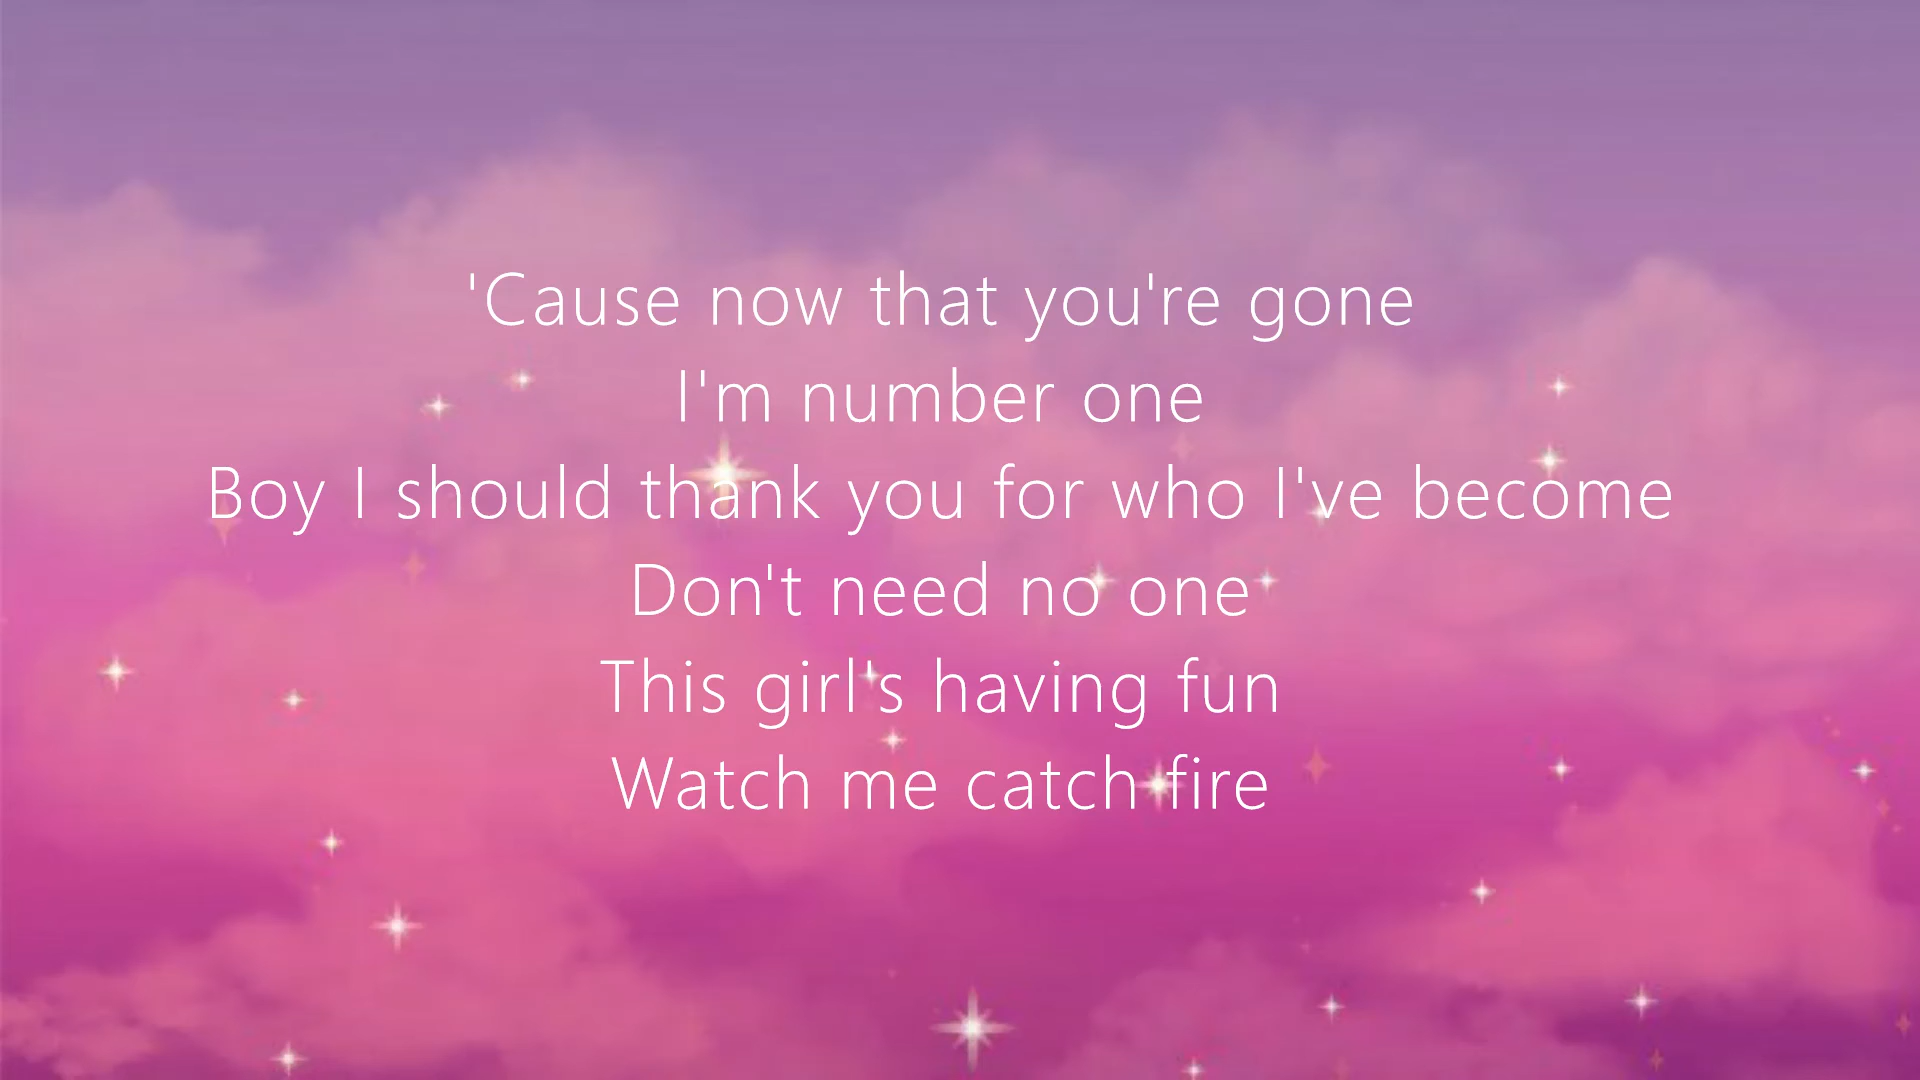 'Cause now that you're gone
I'm number one
Boy I should thank you for who I've become
Don't need no one
This girl's having fun
Watch me catch fire